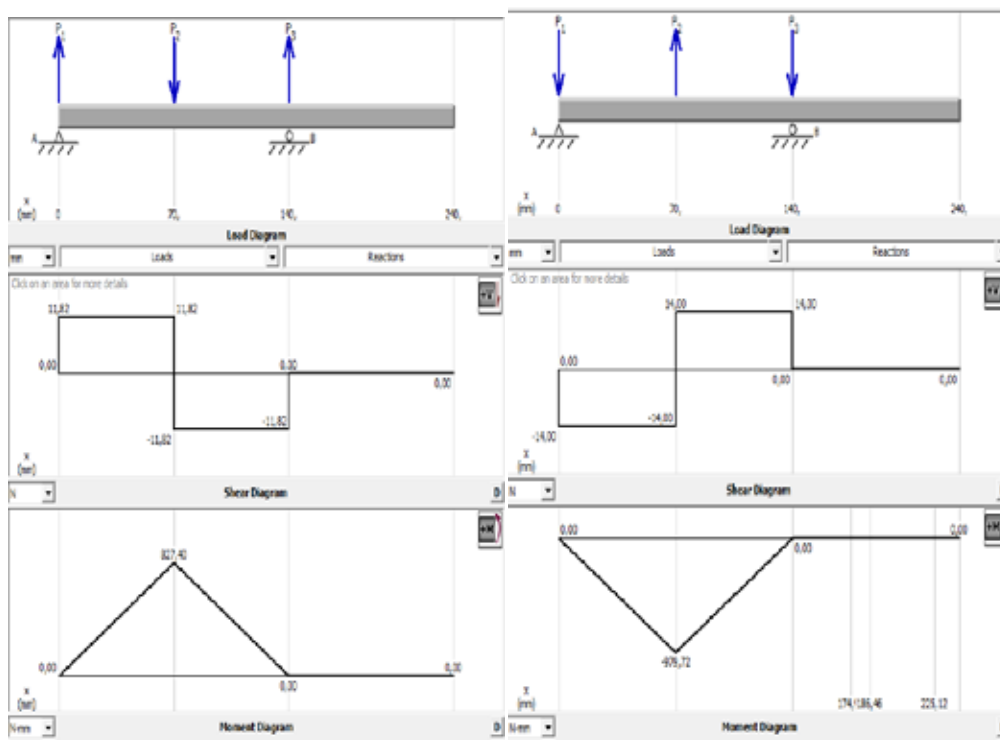 P1 P2 P3
A B
x
(mm) 0 70, 140, 240,
Load Diagram
mm Loads Reactions
Click on an area for more details
11,82 11,82
0,00 0,00 0,00
-11,82 -11,82
x
(mm)
N Shear Diagram
827,40
0,00 0,00 0,00
x
(mm)
N-mm Moment Diagram
P1 P2 P3
A B
x
(mm) 0 70, 140, 240,
Load Diagram
mm Loads Reactions
Click on an area for more details
14,00 14,00
0,00 0,00 0,00
-14,00 -14,00
x
(mm)
N Shear Diagram
0,00 0,00 0,00
x
(mm) 225,12
N-mm Moment Diagram